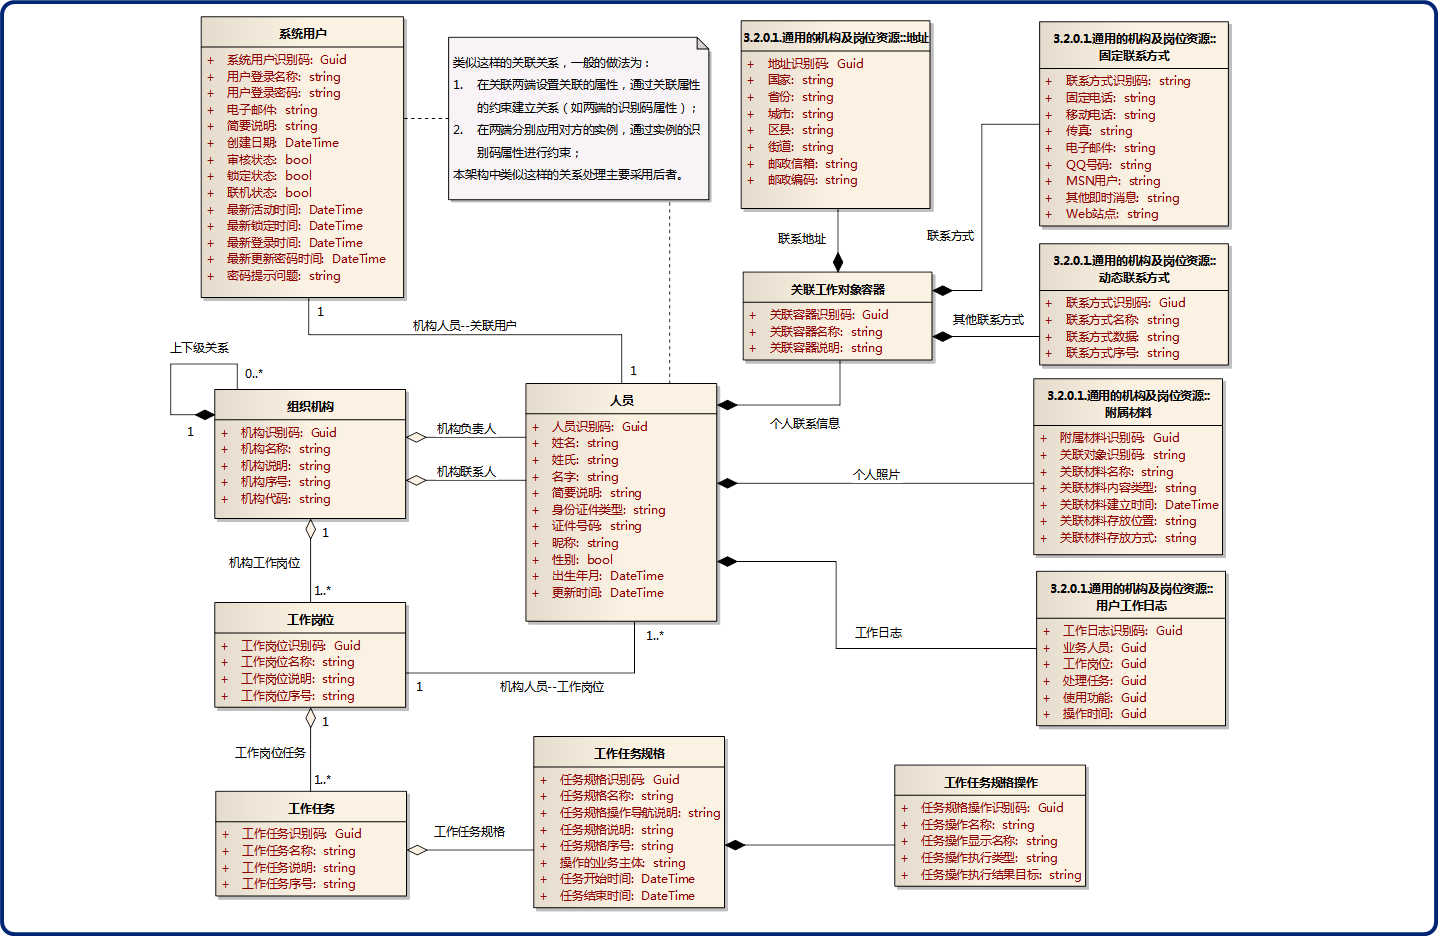 系统用户
+ 系统用户识别码: Guid
+ 用户登录名称: string
+ 用户登录密码: string
+ 电子邮件: string
+ 简要说明: string
+ 创建日期: DateTime
+ 审核状态: bool
+ 锁定状态: bool
+ 联机状态: bool
+ 最新活动时间: DateTime
+ 最新锁定时间: DateTime
+ 最新登录时间: DateTime
+ 最新更新密码时间: DateTime
+ 密码提示问题: string
类似这样的关联关系，一般的做法为：
1. 在关联两端设置关联的属性，通过关联属性
的约束建立关系（如两端的识别码属性）；
2. 在两端分别应用对方的实例，通过实例的识
别码属性进行约束；
本架构中类似这样的关系处理主要采用后者。
3.2.0.1.通用的机构及岗位资源::地址
+ 地址识别码: Guid
+ 国家: string
+ 省份: string
+ 城市: string
+ 区县: string
+ 街道: string
+ 邮政信箱: string
+ 邮政编码: string
3.2.0.1.通用的机构及岗位资源::
固定联系方式
+ 联系方式识别码: string
+ 固定电话: string
+ 移动电话: string
+ 传真: string
+ 电子邮件: string
+ QQ号码: string
+ MSN用户: string
+ 其他即时消息: string
+ Web站点: string
联系地址
联系方式
3.2.0.1.通用的机构及岗位资源::
动态联系方式
+ 联系方式识别码: Giud
+ 联系方式名称: string
+ 联系方式数据: string
+ 联系方式序号: string
关联工作对象容器
+ 关联容器识别码: Guid
+ 关联容器名称: string
+ 关联容器说明: string
其他联系方式
1
机构人员--关联用户
1
上下级关系
0..*
1
组织机构
+ 机构识别码: Guid
+ 机构名称: string
+ 机构说明: string
+ 机构序号: string
+ 机构代码: string
机构负责人
机构联系人
人员
+ 人员识别码: Guid
+ 姓名: string
+ 姓氏: string
+ 名字: string
+ 简要说明: string
+ 身份证件类型: string
+ 证件号码: string
+ 昵称: string
+ 性别: bool
+ 出生年月: DateTime
+ 更新时间: DateTime
个人联系信息
个人照片
3.2.0.1.通用的机构及岗位资源::
附属材料
+ 附属材料识别码: Guid
+ 关联对象识别码: string
+ 关联材料名称: string
+ 关联材料内容类型: string
+ 关联材料建立时间: DateTime
+ 关联材料存放位置: string
+ 关联材料存放方式: string
1
机构工作岗位
1..*
工作岗位
+ 工作岗位识别码: Guid
+ 工作岗位名称: string
+ 工作岗位说明: string
+ 工作岗位序号: string
1..*
1
机构人员--工作岗位
工作日志
3.2.0.1.通用的机构及岗位资源::
用户工作日志
+ 工作日志识别码: Guid
+ 业务人员: Guid
+ 工作岗位: Guid
+ 处理任务: Guid
+ 使用功能: Guid
+ 操作时间: Guid
1
工作岗位任务
1..*
工作任务
+ 工作任务识别码: Guid
+ 工作任务名称: string
+ 工作任务说明: string
+ 工作任务序号: string
工作任务规格
工作任务规格
+ 任务规格识别码: Guid
+ 任务规格名称: string
+ 任务规格操作导航说明: string
+ 任务规格说明: string
+ 任务规格序号: string
+ 操作的业务主体: string
+ 任务开始时间: DateTime
+ 任务结束时间: DateTime
工作任务规格操作
+ 任务规格操作识别码: Guid
+ 任务操作名称: string
+ 任务操作显示名称: string
+ 任务操作执行类型: string
+ 任务操作执行结果目标: string